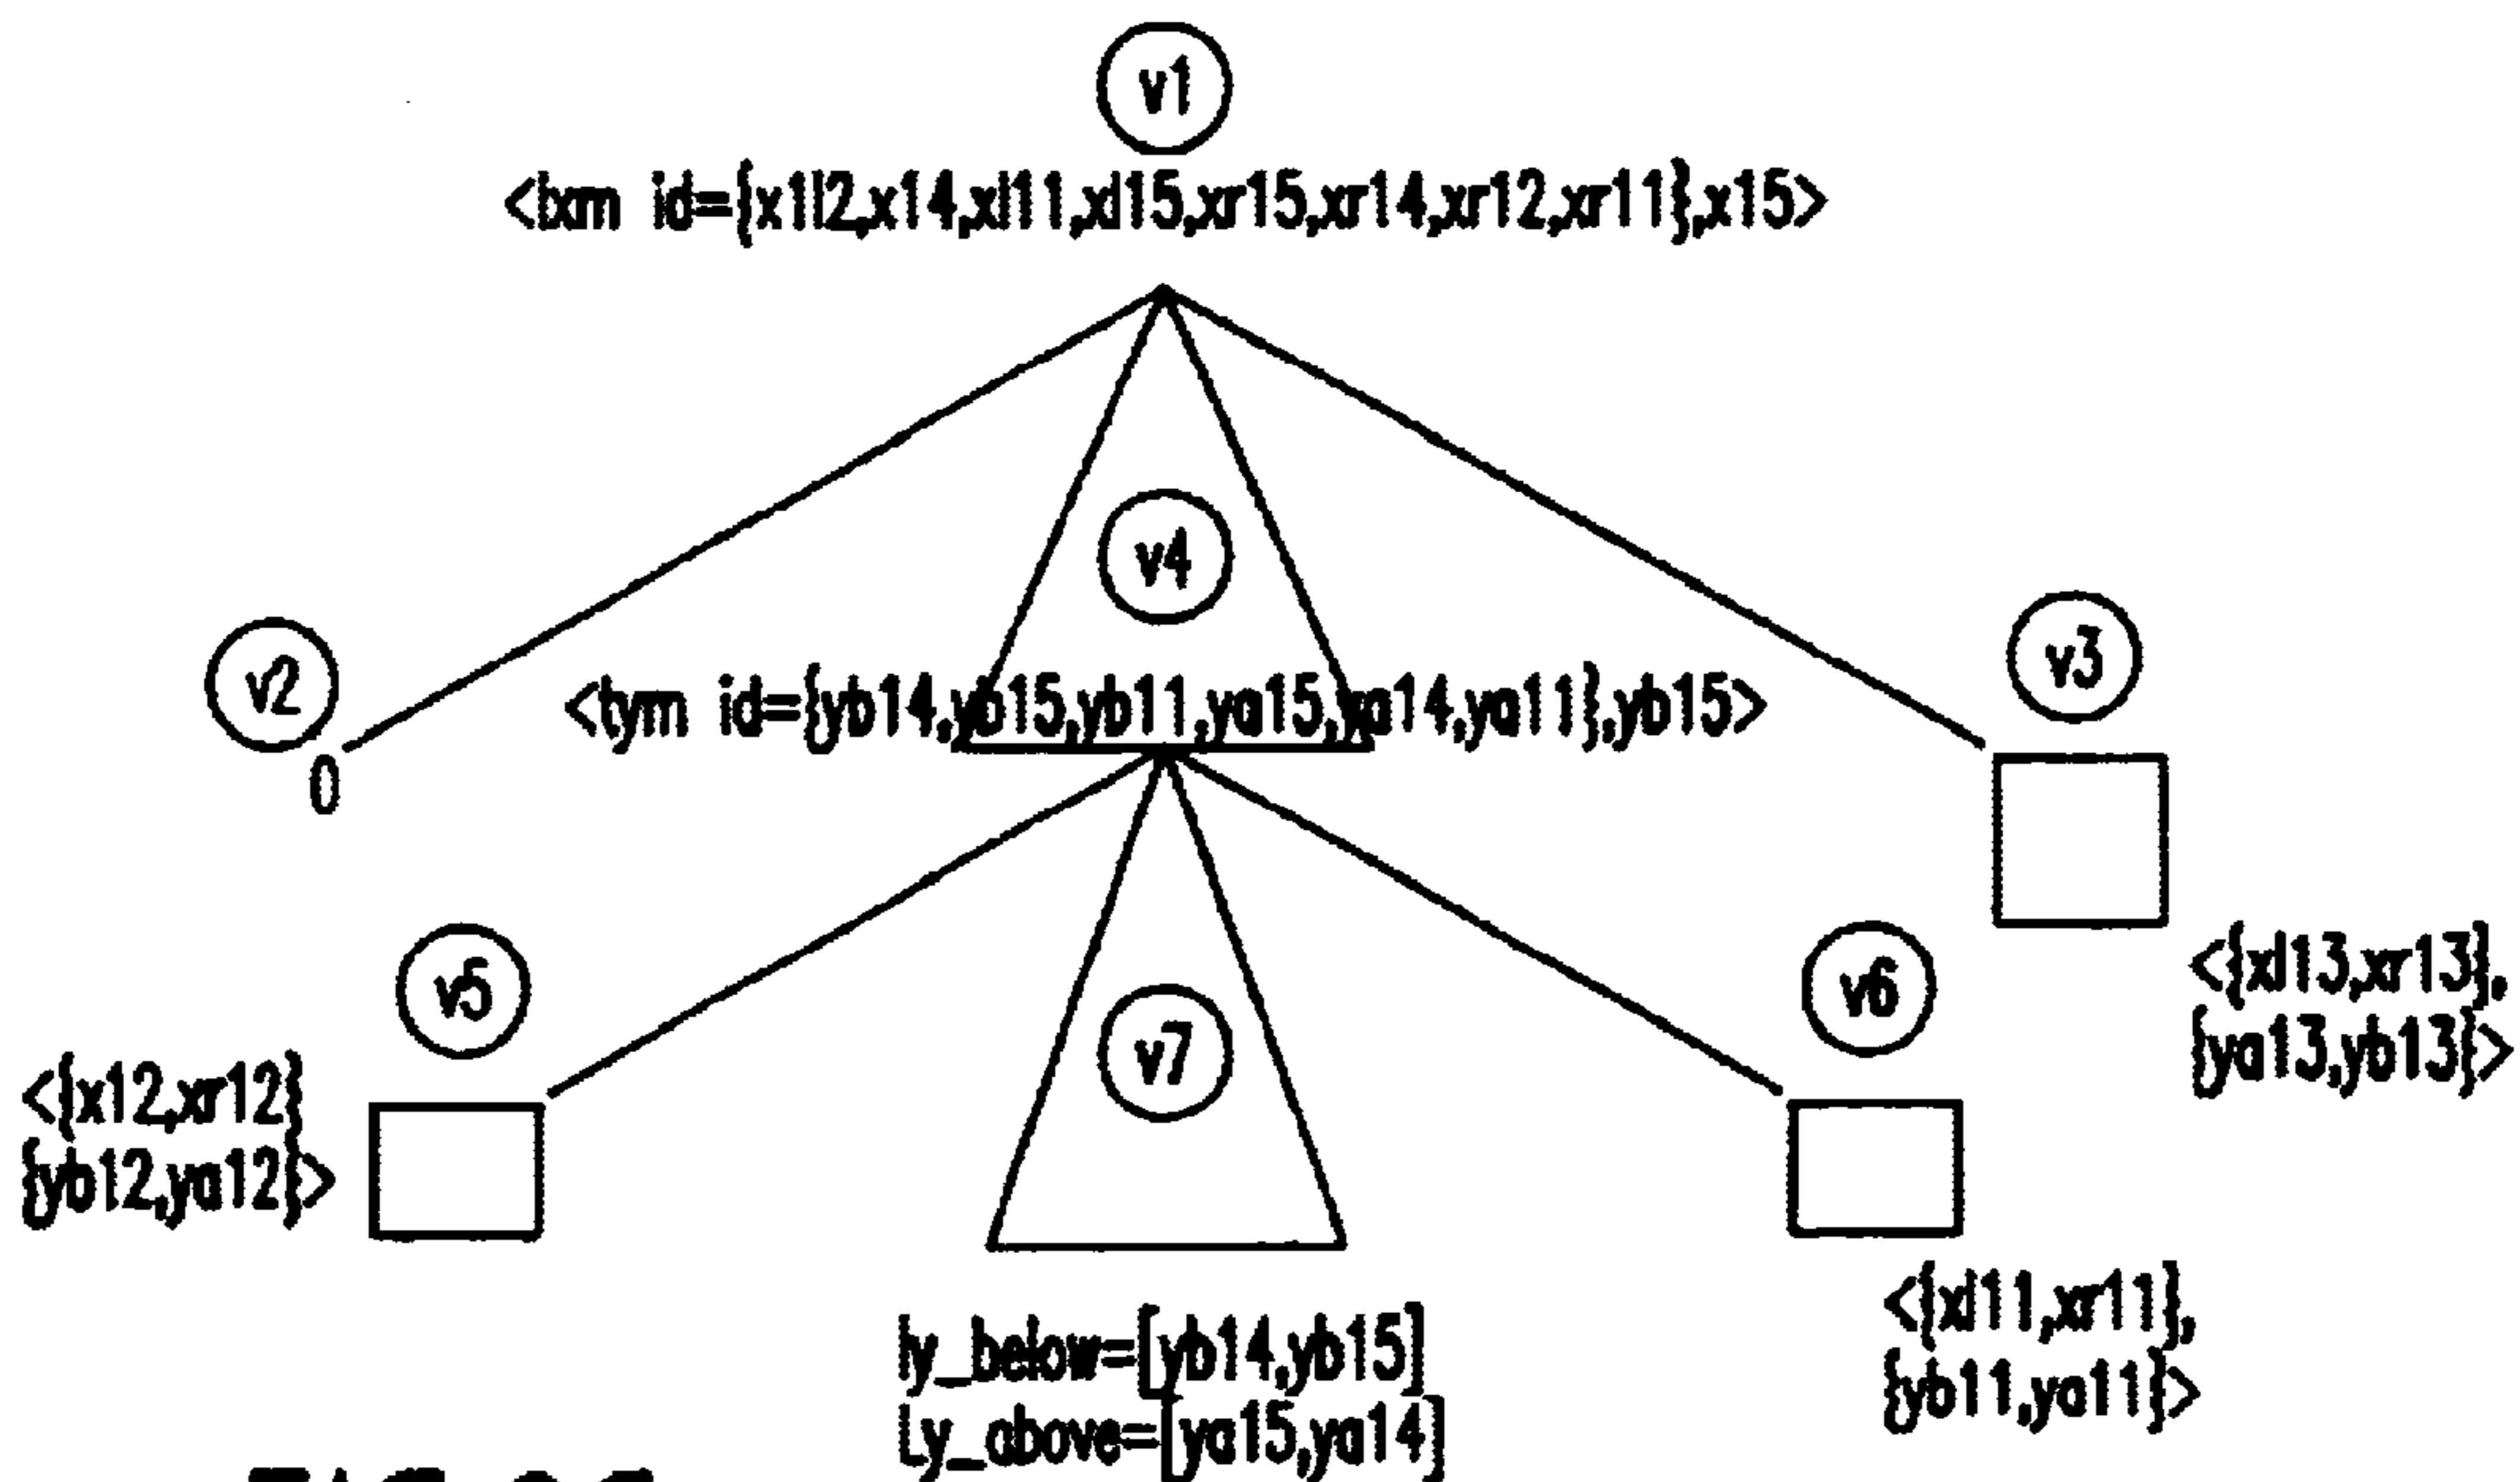 v1
<txm id={x1l2,x14,xl11,xl15,xr15,xr14,xr12,xr11},x15>
v4
v2
v3
<tym id={yb14,yb15,yb11,ya15,ya14,ya11},yb15>
0
v5
v6
<{xl13,xr13},
{ya13,yb13}>
v7
<{x12,xr12}
{yb12,ya12}>
<{xl11,xr11},
{yb11,ya11}>
ly_below=[yb14,yb15]
Ly_above=[ya15,ya14]